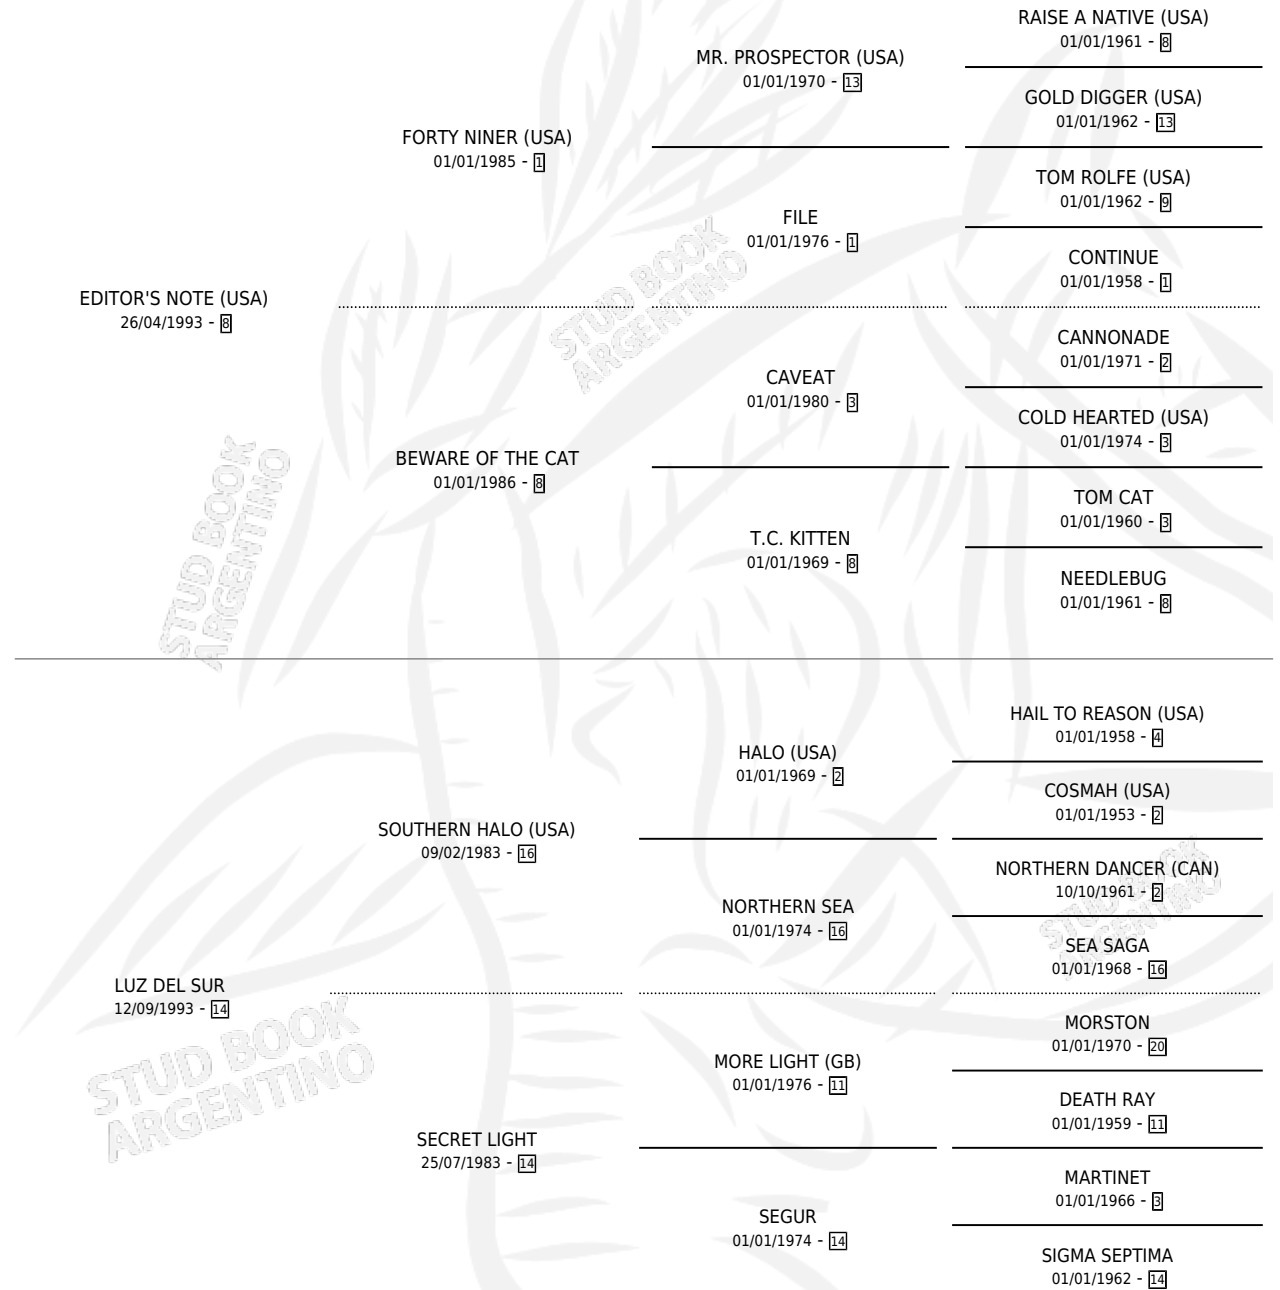 RAISE A NATIVE (USA)
01/01/1961 - 8
MR. PROSPECTOR (USA)
01/01/1970 - 13
GOLD DIGGER (USA)
01/01/1962 - 13
FORTY NINER (USA)
01/01/1985 - 1
TOM ROLFE (USA)
01/01/1962 - 9
FILE
01/01/1976 - 1
CONTINUE
01/01/1958 - 1
EDITOR'S NOTE (USA)
26/04/1993 - 8
CANNONADE
01/01/1971 - 2
CAVEAT
01/01/1980 - 3
COLD HEARTED (USA)
01/01/1974 - 3
BEWARE OF THE CAT
01/01/1986 - 8
TOM CAT
01/01/1960 - 3
T.C. KITTEN
01/01/1969 - 8
NEEDLEBUG
01/01/1961 - 8
STUD BOOK
ARGENTINO
STUD BOOK
ARGENTINO
HAIL TO REASON (USA)
01/01/1958 - 4
HALO (USA)
01/01/1969 - 2
COSMAH (USA)
01/01/1953 - 2
SOUTHERN HALO (USA)
09/02/1983 - 16
NORTHERN DANCER (CAN)
10/10/1961 - 2
NORTHERN SEA
01/01/1974 - 16
SEA SAGA
01/01/1968 - 16
STUD BOOK
ARGENTINO
LUZ DEL SUR
12/09/1993 - 14
MORSTON
01/01/1970 - 20
MORE LIGHT (GB)
01/01/1976 - 11
DEATH RAY
01/01/1959 - 11
SECRET LIGHT
25/07/1983 - 14
MARTINET
01/01/1966 - 3
SEGUR
01/01/1974 - 14
SIGMA SEPTIMA
01/01/1962 - 14
STUD BOOK
ARGENTINO